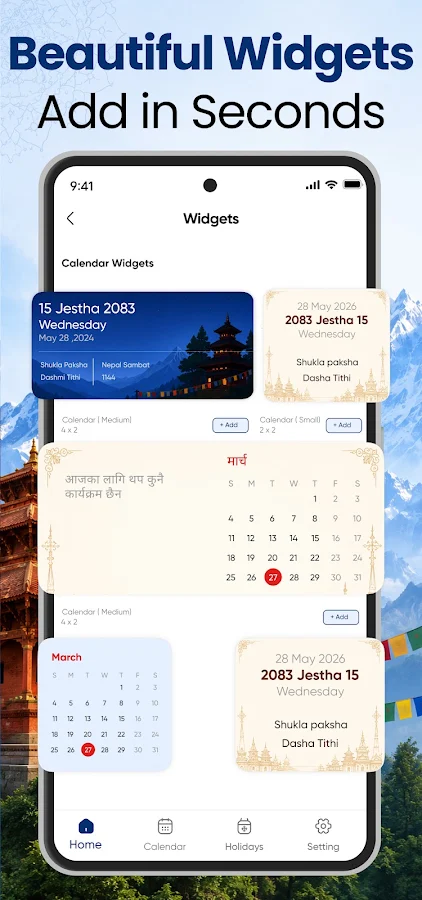 Beautiful Widgets
Add in Seconds
9:41
Widgets
Calendar Widgets
15 Jestha 2083
Wednesday
May 28 ,2024
Shukla Paksha
Dashmi Tithi
Nepal Sambat
1144
28 May 2026
2083 Jestha 15
Wednesday
Shukla paksha
Dasha Tithi
Calendar ( Medium)
4 x 2
+ Add
Calendar ( Small)
2 x 2
+ Add
आजका लागि थप कुनै
कार्यक्रम छैन
मार्च
S M T W T F S
1 2 3
4 5 6 7 8 9 10
11 12 13 14 15 16 17
18 19 20 21 22 23 24
25 26 27 28 29 30 31
Calendar ( Medium)
4 x 2
+ Add
March
S M T W T F S
1 2 3
4 5 6 7 8 9 10
11 12 13 14 15 16 17
18 19 20 21 22 23 24
25 26 27 28 29 30 31
28 May 2026
2083 Jestha 15
Wednesday
Shukla paksha
Dasha Tithi
Home
Calendar
Holidays
Setting